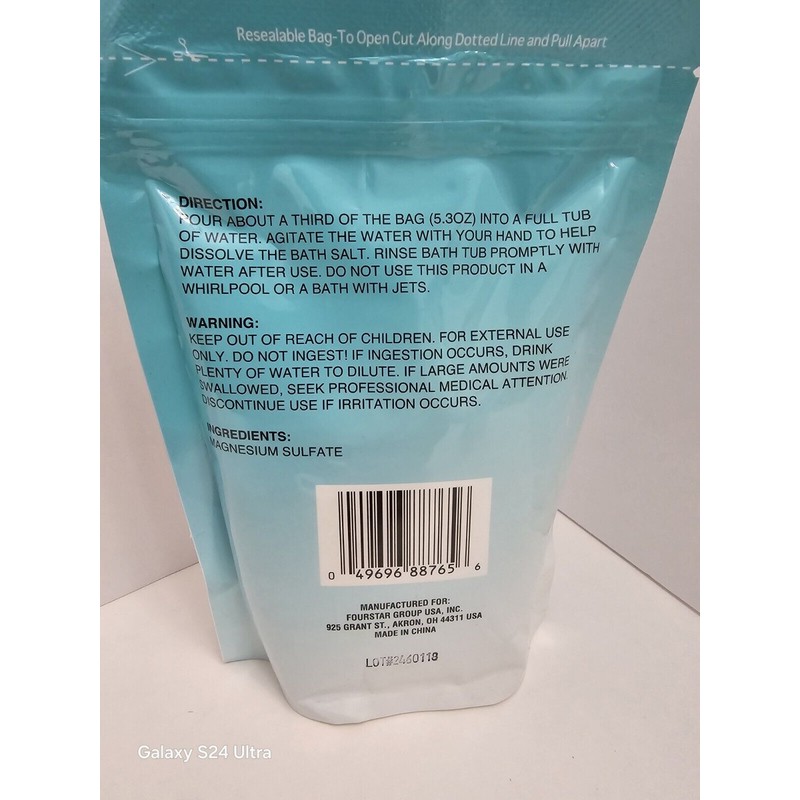 Resealable Bag-To Open Cut Along Dotted Line and Pull Apart
DIRECTION:
POUR ABOUT A THIRD OF THE BAG (5.3OZ) INTO A FULL TUB
OF WATER. AGITATE THE WATER WITH YOUR HAND TO HELP
DISSOLVE THE BATH SALT. RINSE BATH TUB PROMPTLY WITH
WATER AFTER USE. DO NOT USE THIS PRODUCT IN A
WHIRLPOOL OR A BATH WITH JETS.
WARNING:
KEEP OUT OF REACH OF CHILDREN. FOR EXTERNAL USE
ONLY. DO NOT INGEST! IF INGESTION OCCURS, DRINK
PLENTY OF WATER TO DILUTE. IF LARGE AMOUNTS WERE
SWALLOWED, SEEK PROFESSIONAL MEDICAL ATTENTION.
DISCONTINUE USE IF IRRITATION OCCURS.
INGREDIENTS:
MAGNESIUM SULFATE
0 49696 88765 6
MANUFACTURED FOR:
FOURSTAR GROUP USA, INC.
925 GRANT ST., AKRON, OH 44311 USA
MADE IN CHINA
LOT#2460118
Galaxy S24 Ultra